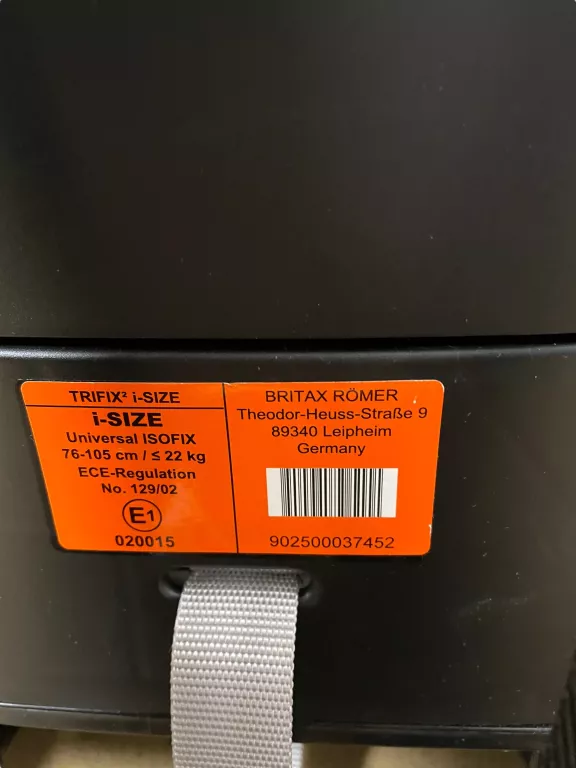 TRIFIX² i-SIZE
i-SIZE
Universal ISOFIX
76-105 cm / ≤ 22 kg
ECE-Regulation
No. 129/02
E1
020015
BRITAX RÖMER
Theodor-Heuss-Straße 9
89340 Leipheim
Germany
902500037452